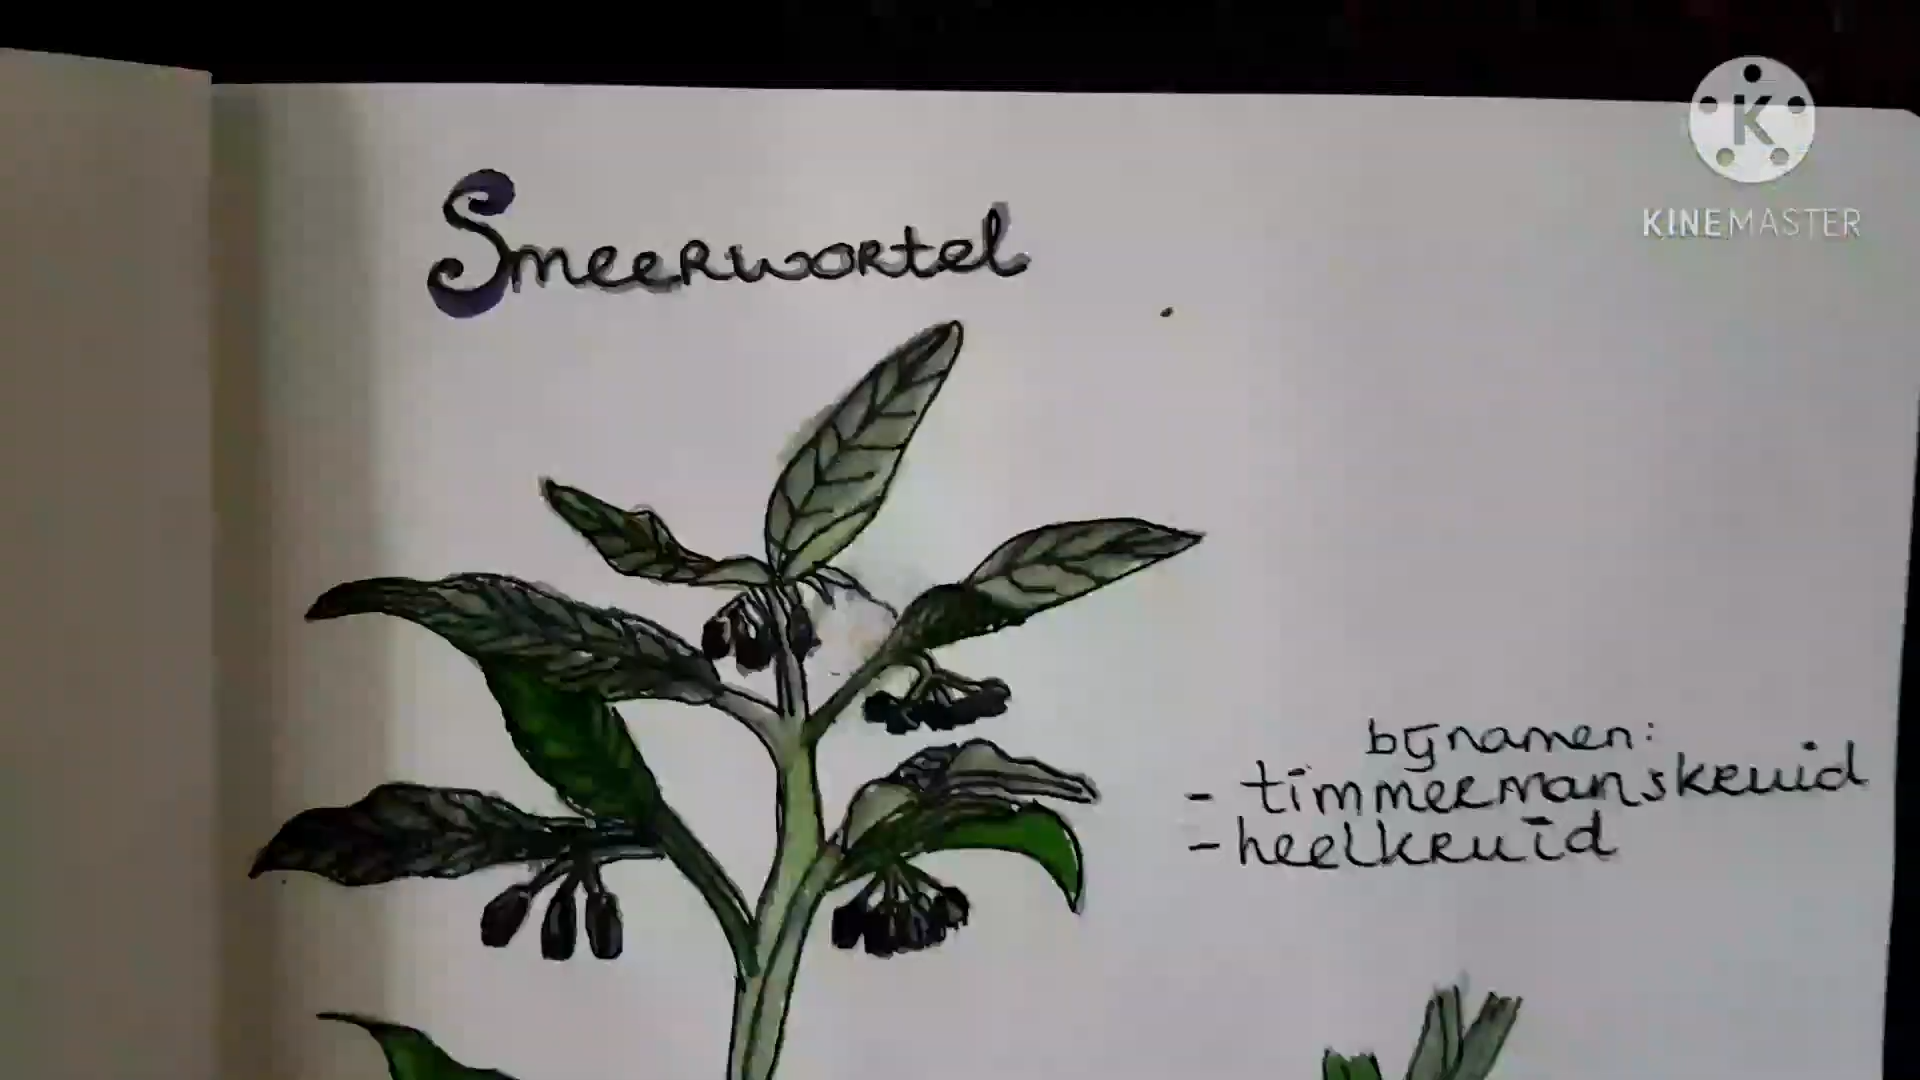 K
KINEMASTER
Smeerwortel
bijnamen:
- timmermanskruid
- heelkruid